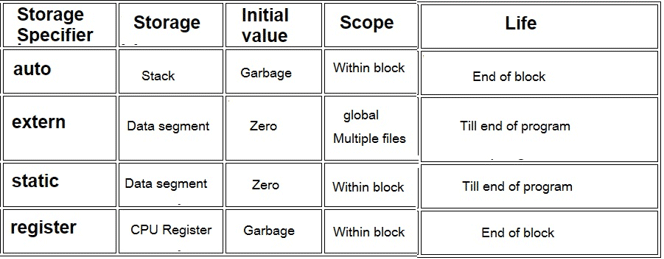 Storage Specifier
Storage
Initial value
Scope
Life
auto
Stack
Garbage
Within block
End of block
extern
Data segment
Zero
global
Multiple files
Till end of program
static
Data segment
Zero
Within block
Till end of program
register
CPU Register
Garbage
Within block
End of block